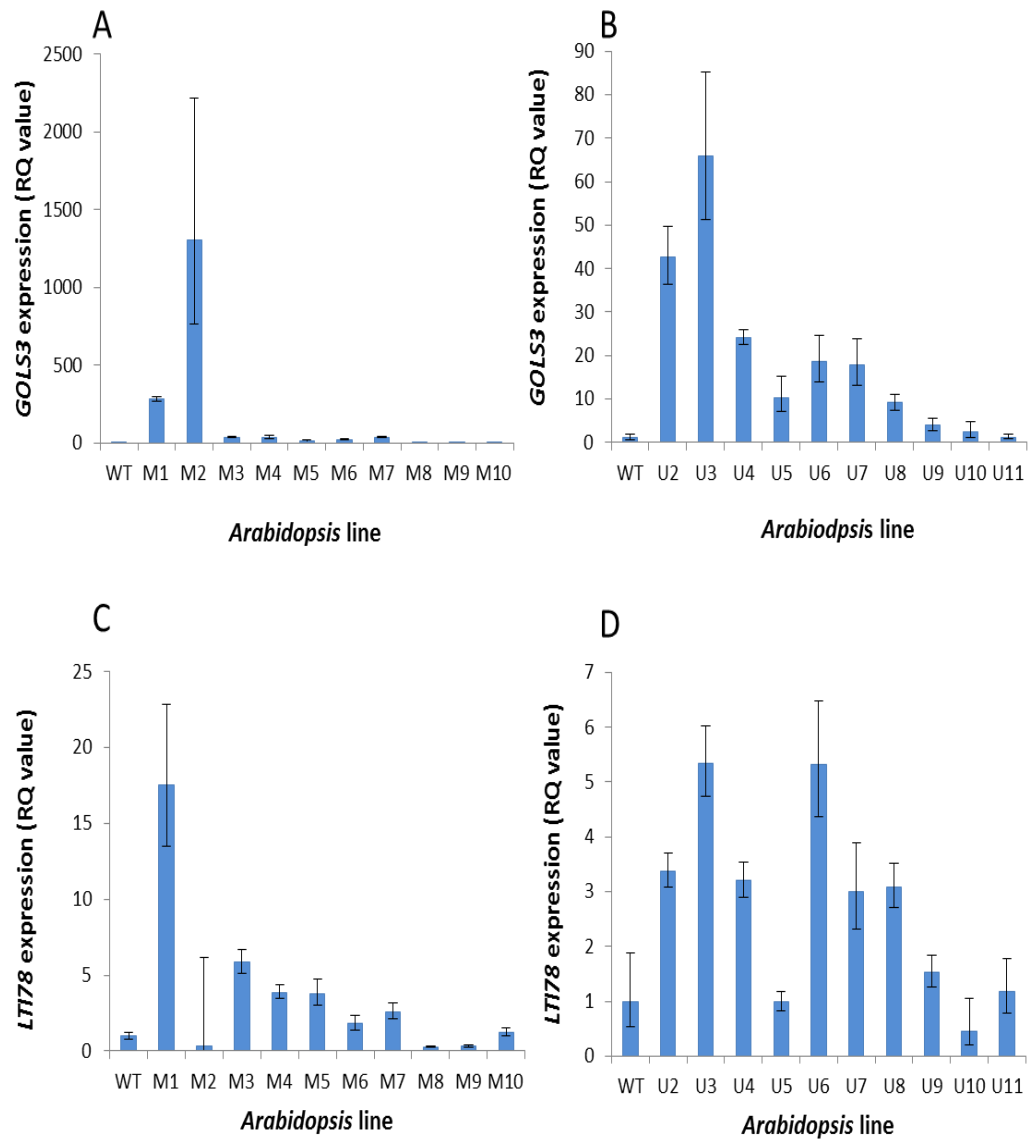 A
GOLS3 expression (RQ value)
2500
2000
1500
1000
500
0
WT M1 M2 M3 M4 M5 M6 M7 M8 M9 M10
Arabidopsis line
B
GOLS3 expression (RQ value)
90
80
70
60
50
40
30
20
10
0
WT U2 U3 U4 U5 U6 U7 U8 U9 U10 U11
Arabiodpsis line
C
LTI78 expression (RQ value)
25
20
15
10
5
0
WT M1 M2 M3 M4 M5 M6 M7 M8 M9 M10
Arabidopsis line
D
LTI78 expression (RQ value)
7
6
5
4
3
2
1
0
WT U2 U3 U4 U5 U6 U7 U8 U9 U10 U11
Arabidopsis line